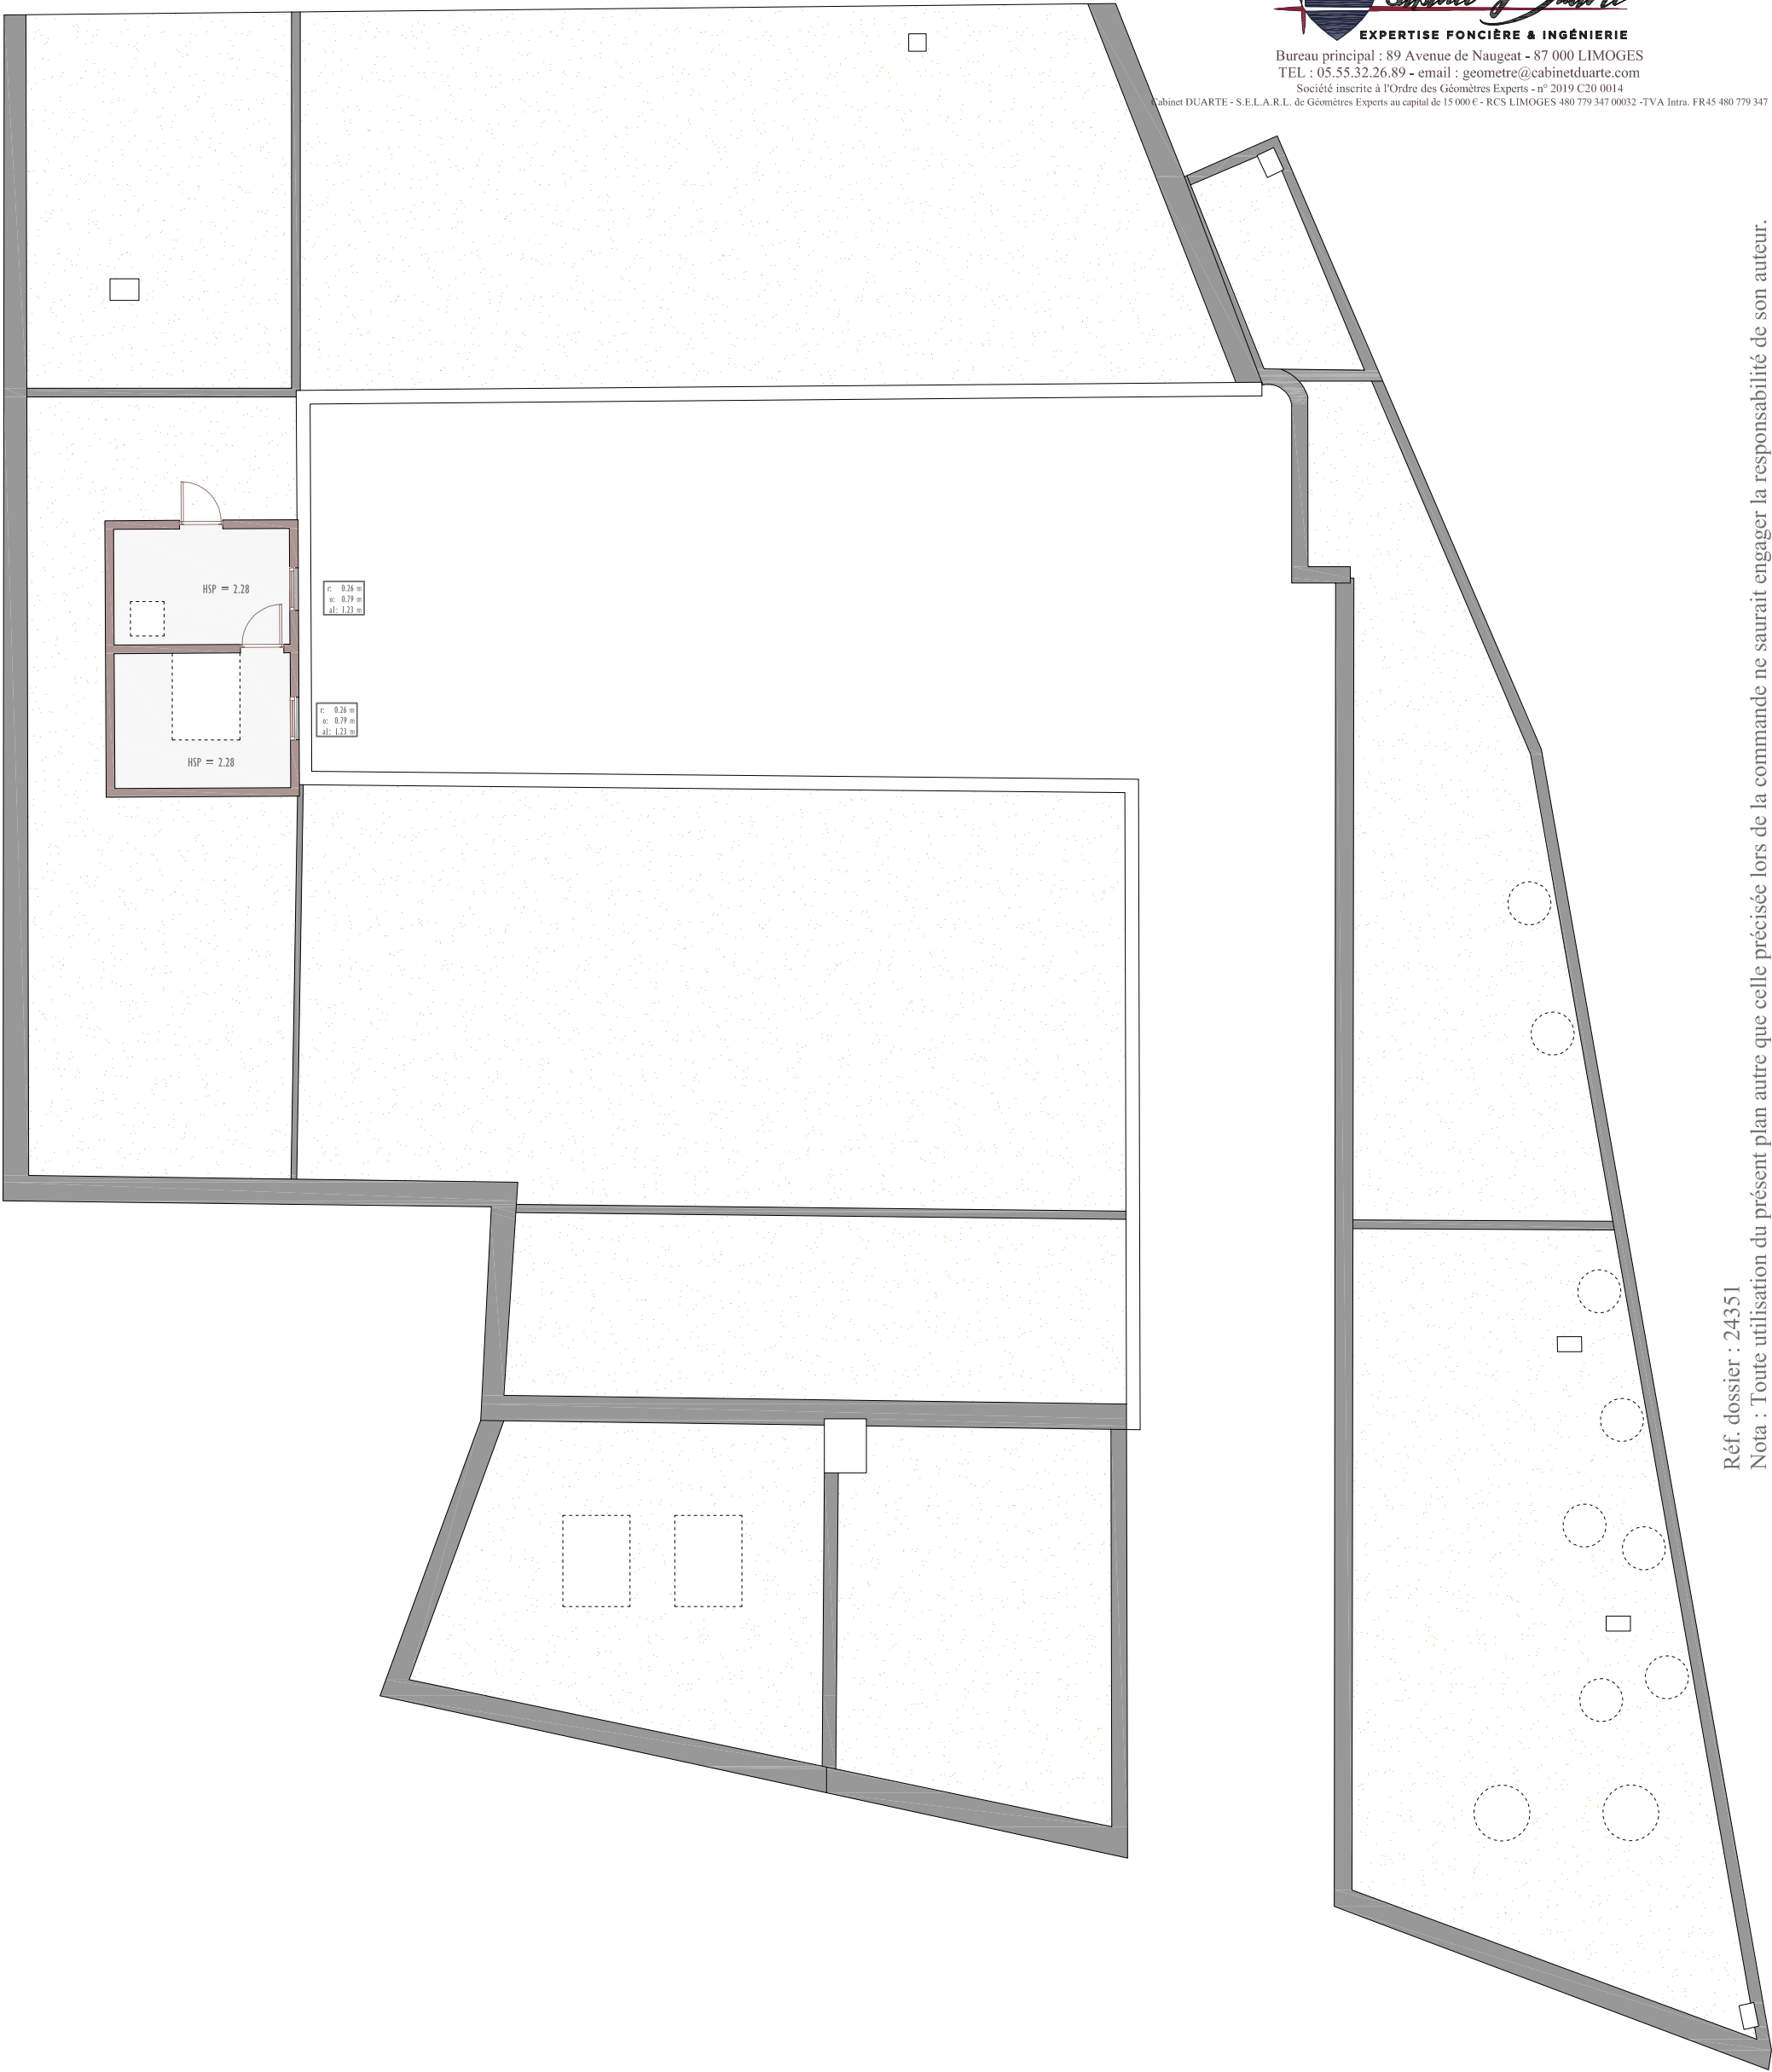 EXPERTISE FONCIÈRE & INGÉNIERIE
Bureau principal : 89 Avenue de Naugeat - 87 000 LIMOGES
TEL : 05.55.32.26.89 - email : geometre@cabinetduarte.com
Société inscrite à l'Ordre des Géomètres Experts - n° 2019 C20 0014
Cabinet DUARTE - S.E.L.A.R.L. de Géomètres Experts au capital de 15 000 € - RCS LIMOGES 480 779 347 00032 -TVA Intra. FR45 480 779 347
HSP = 2.28
r: 0.26 m
o: 0.79 m
al: 1.23 m
r: 0.26 m
o: 0.79 m
al: 1.23 m
HSP = 2.28
Réf. dossier : 24351
Nota : Toute utilisation du présent plan autre que celle précisée lors de la commande ne saurait engager la responsabilité de son auteur.